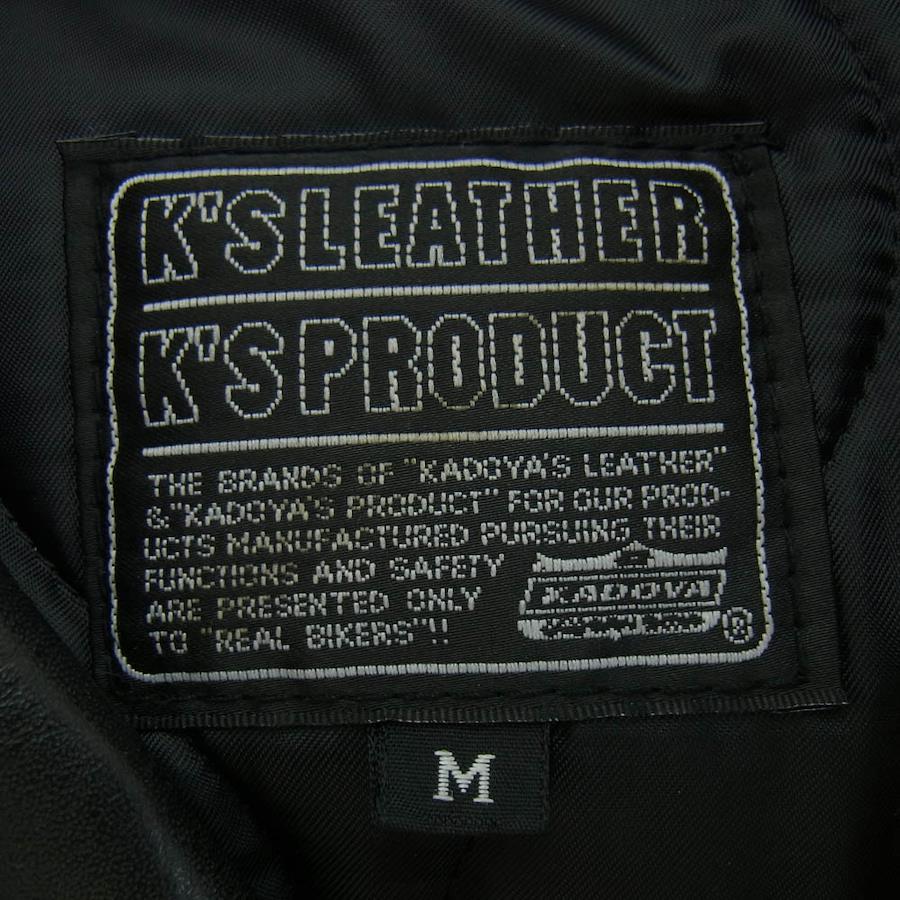 K'S LEATHER
K'S PRODUCT
THE BRANDS OF "KADOYA'S LEATHER"
&"KADOYA'S PRODUCT" FOR OUR PROD-
UCTS MANUFACTURED PURSUING THEIR
FUNCTIONS AND SAFETY
ARE PRESENTED ONLY
TO "REAL BIKERS"!!
KADOYA
®
M